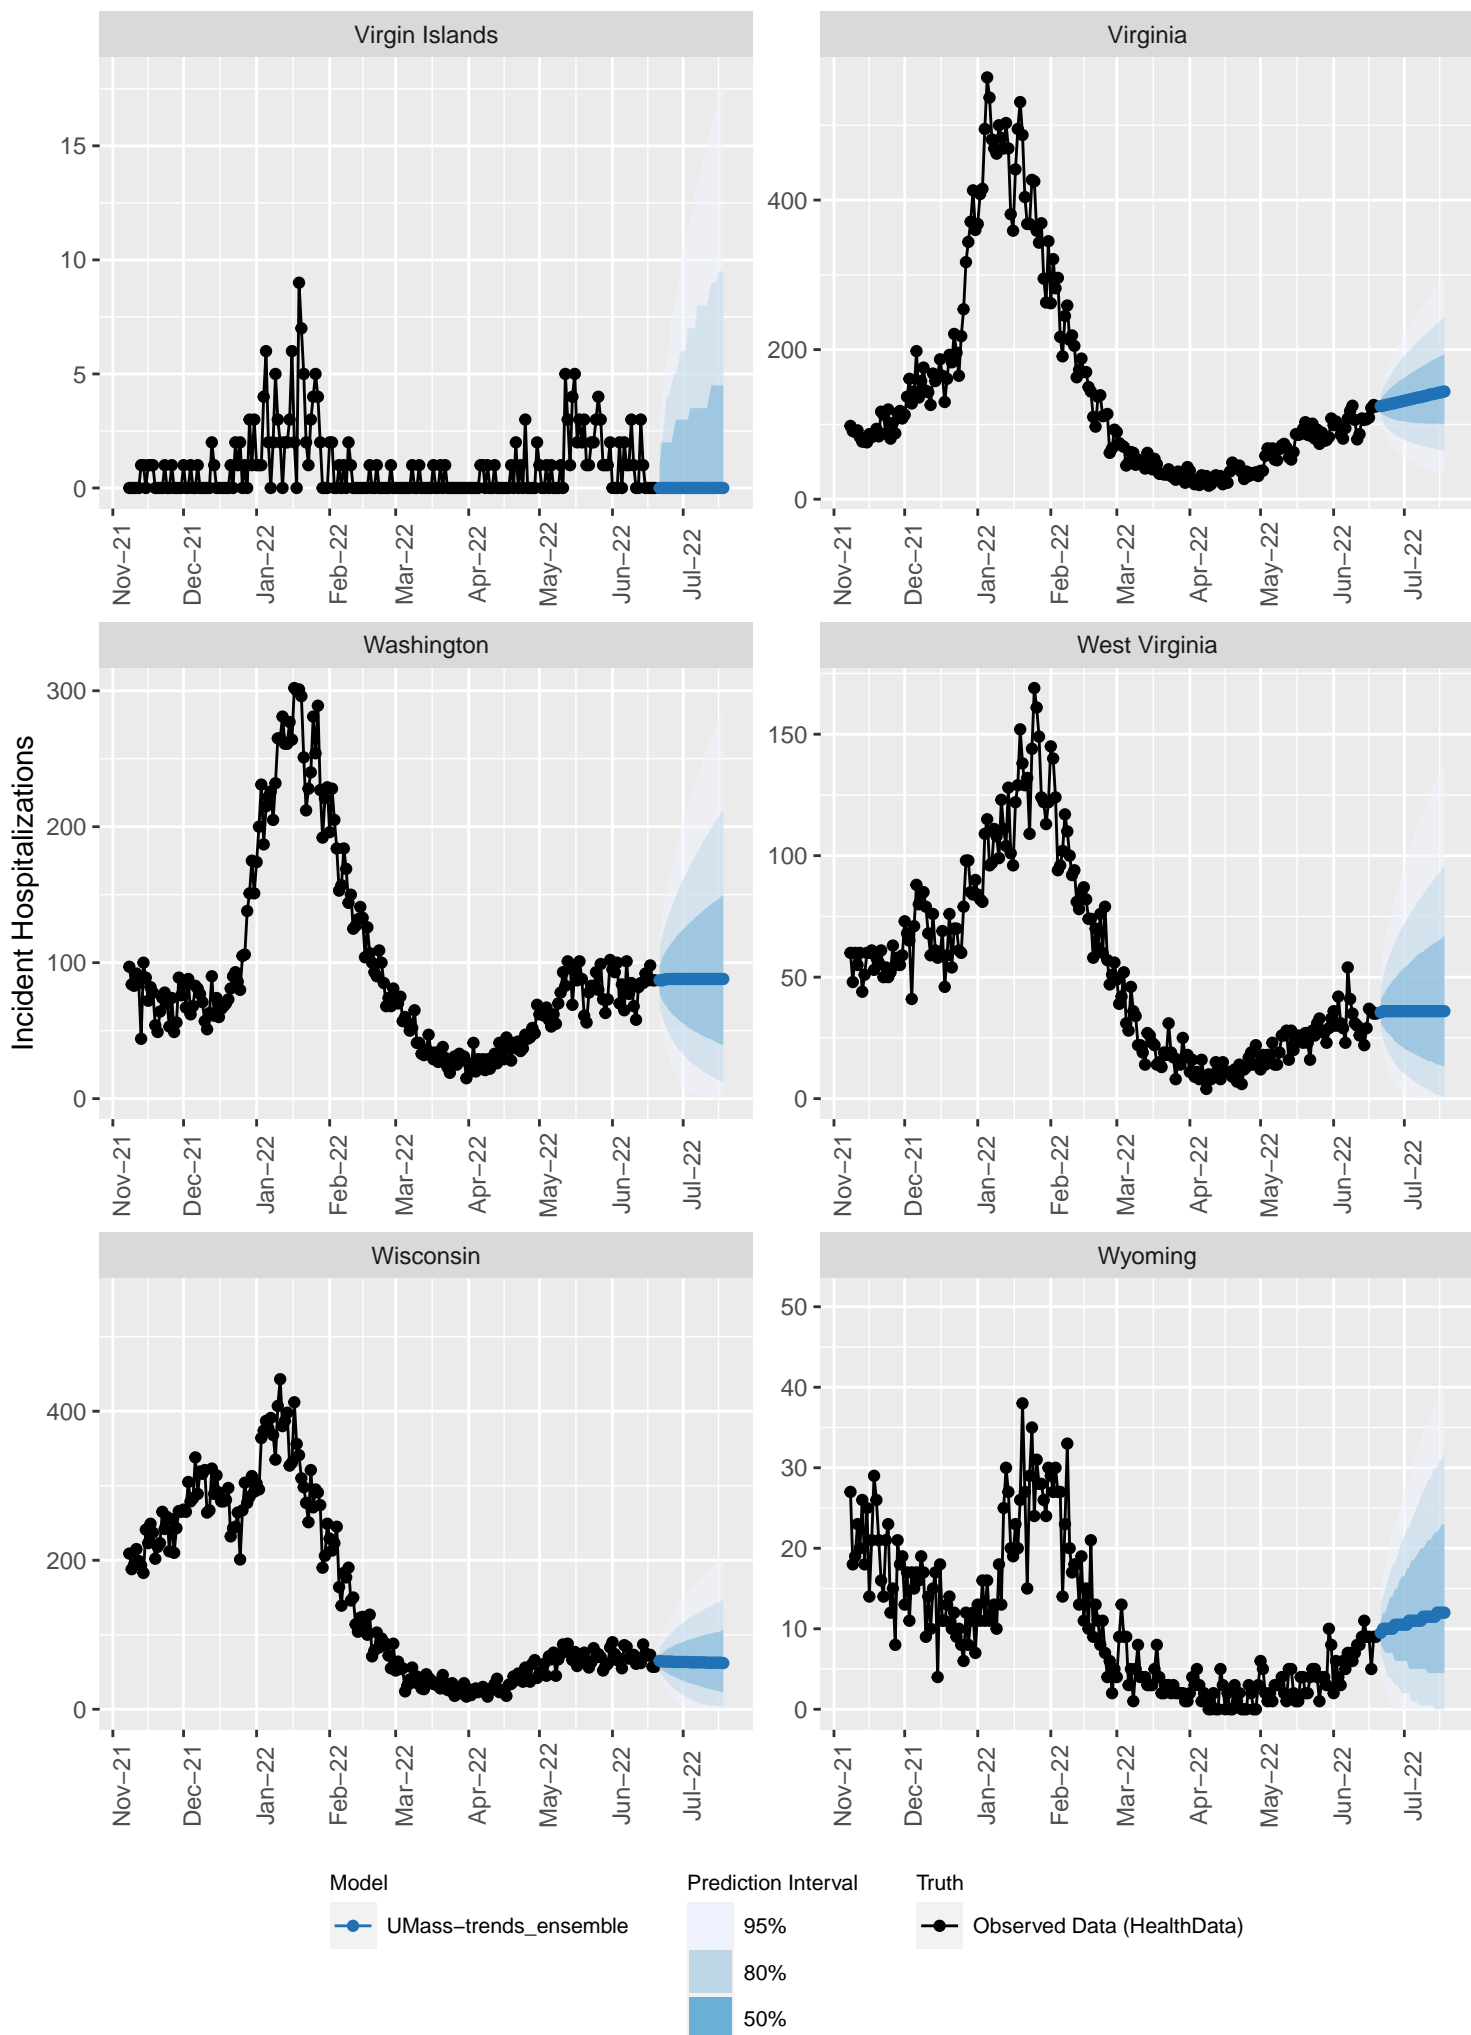 Virgin Islands
Virginia
15
10
5
0
400
200
0
Nov−21
Dec−21
Jan−22
Feb−22
Mar−22
Apr−22
May−22
Jun−22
Jul−22
Nov−21
Dec−21
Jan−22
Feb−22
Mar−22
Apr−22
May−22
Jun−22
Jul−22
Incident Hospitalizations
Washington
West Virginia
300
200
100
0
150
100
50
0
Nov−21
Dec−21
Jan−22
Feb−22
Mar−22
Apr−22
May−22
Jun−22
Jul−22
Nov−21
Dec−21
Jan−22
Feb−22
Mar−22
Apr−22
May−22
Jun−22
Jul−22
Wisconsin
Wyoming
400
200
0
50
40
30
20
10
0
Nov−21
Dec−21
Jan−22
Feb−22
Mar−22
Apr−22
May−22
Jun−22
Jul−22
Nov−21
Dec−21
Jan−22
Feb−22
Mar−22
Apr−22
May−22
Jun−22
Jul−22
Model
UMass−trends_ensemble
Prediction Interval
95%
80%
50%
Truth
Observed Data (HealthData)